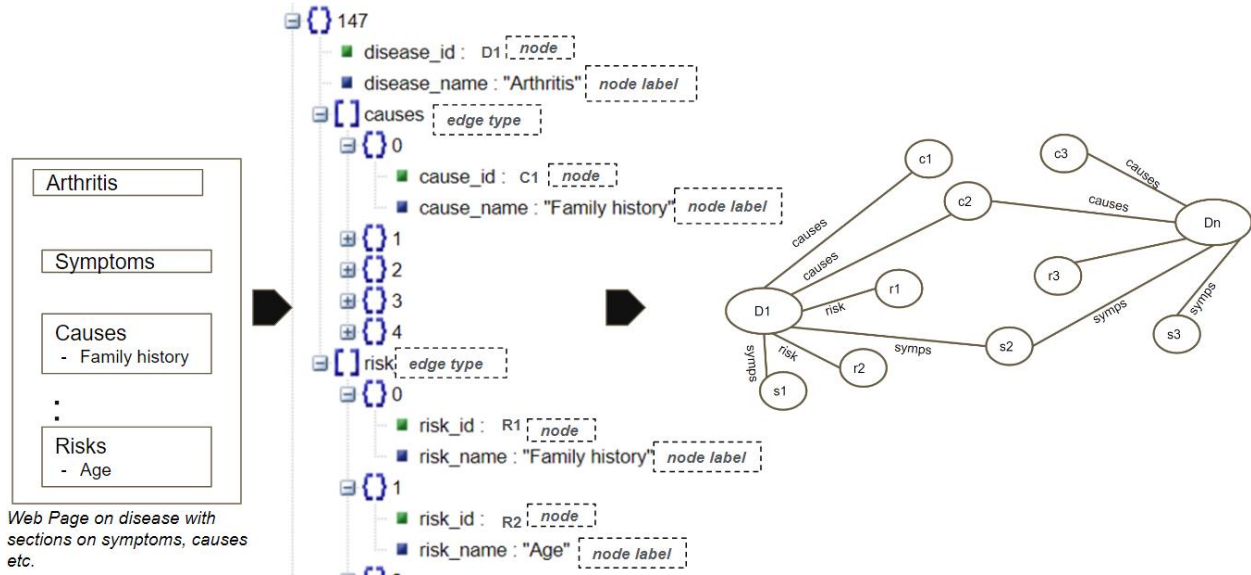 Arthritis
Symptoms
Causes
- Family history
:
Risks
- Age
Web Page on disease with
sections on symptoms, causes
etc.
{} 147
disease_id : D1 node
disease_name : "Arthritis" node label
[] causes edge type
{} 0
cause_id : C1 node
cause_name : "Family history" node label
{} 1
{} 2
{} 3
{} 4
[] risk edge type
{} 0
risk_id : R1 node
risk_name : "Family history" node label
{} 1
risk_id : R2 node
risk_name : "Age" node label
c1
c3
causes
c2
causes
Dn
causes
causes
r3
r1
D1
risk
symps
symps
s3
s2
symps
risk
r2
symps
s1